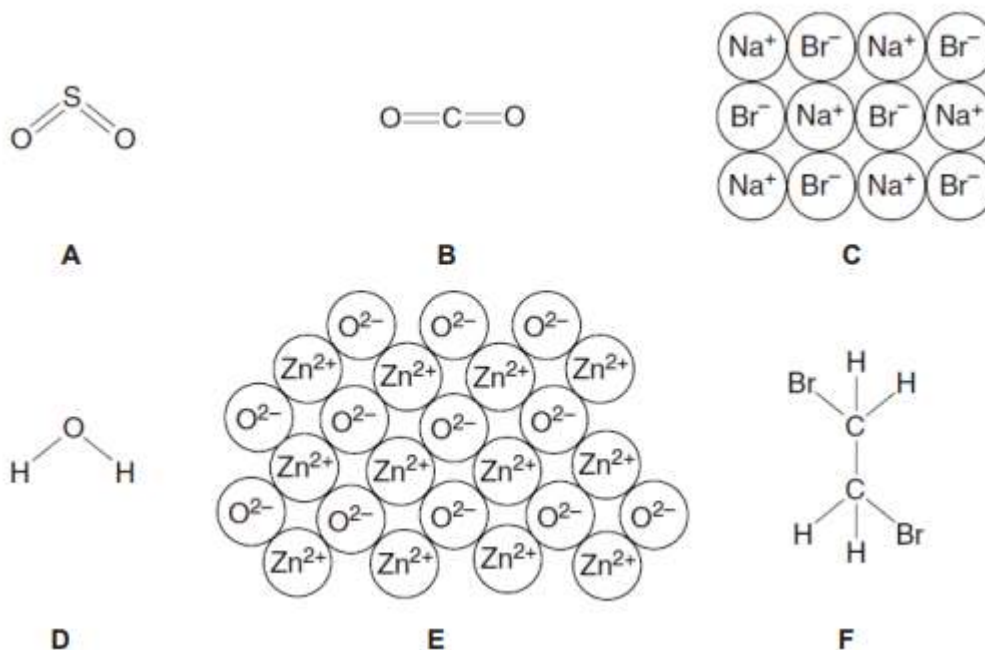 S
O O
A
O C O
B
Na⁺ Br⁻ Na⁺ Br⁻
Br⁻ Na⁺ Br⁻ Na⁺
Na⁺ Br⁻ Na⁺ Br⁻
C
O
H H
D
O²⁻ O²⁻ O²⁻
Zn²⁺ Zn²⁺ Zn²⁺ Zn²⁺
O²⁻ O²⁻ O²⁻ O²⁻
Zn²⁺ Zn²⁺ Zn²⁺ Zn²⁺
O²⁻ O²⁻ O²⁻ O²⁻ O²⁻
Zn²⁺ Zn²⁺ Zn²⁺ Zn²⁺
E
H
Br H
C
C
H Br
H
F